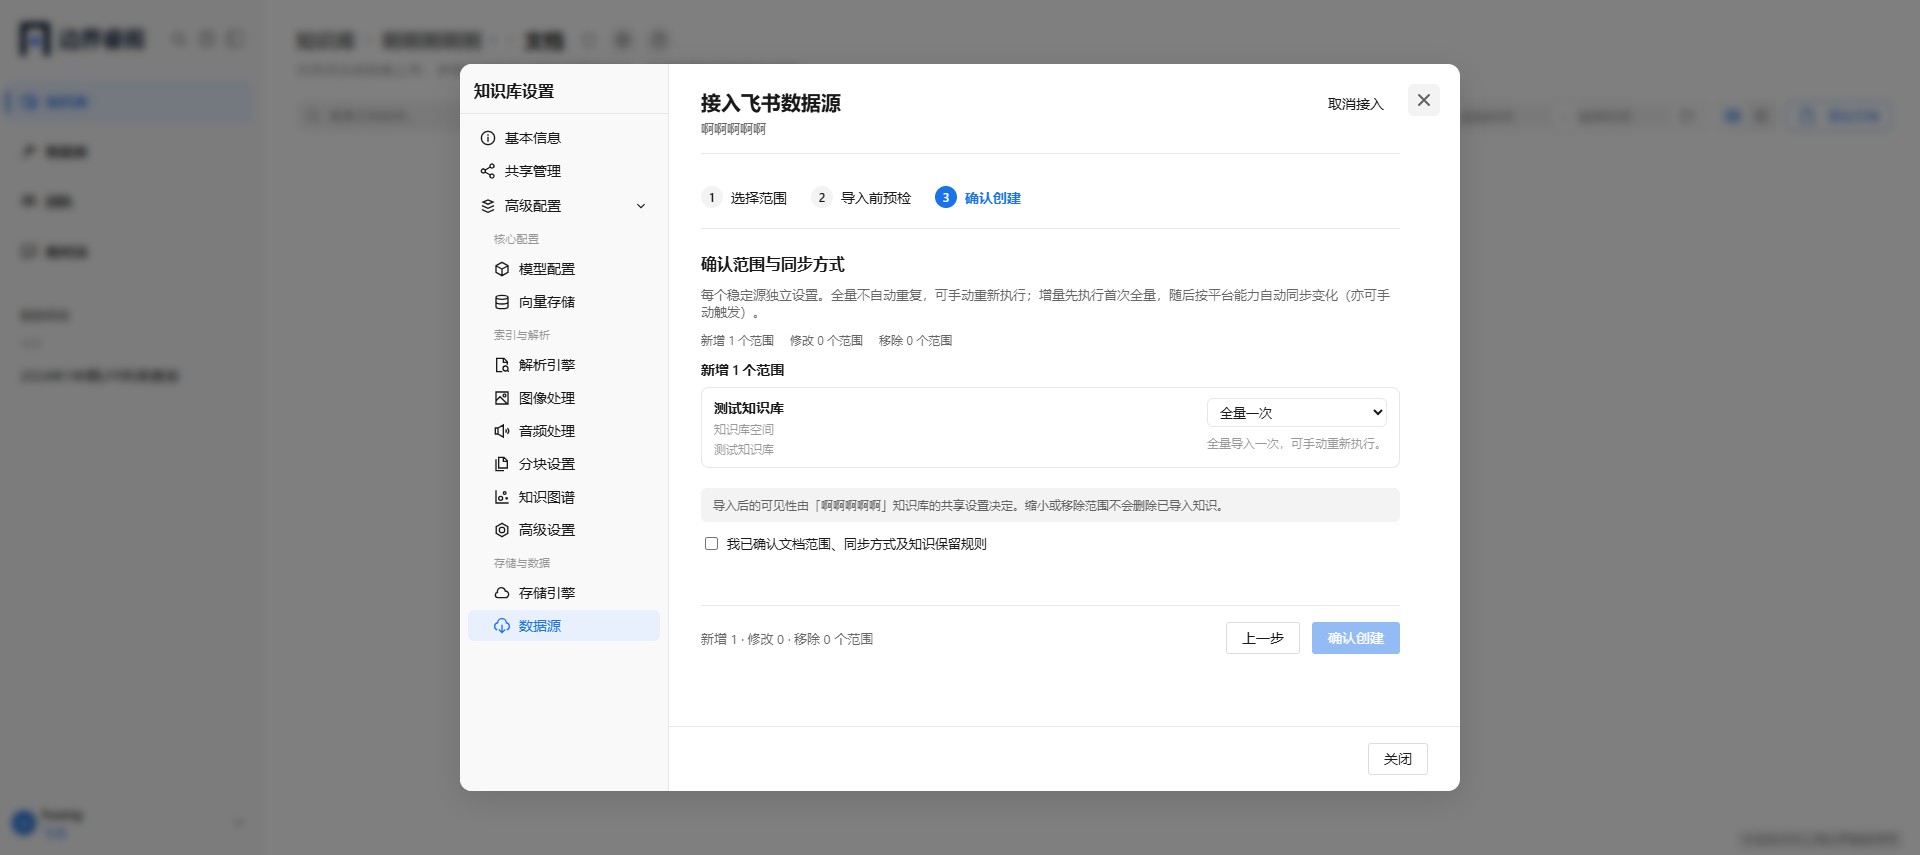 知识库设置
基本信息
共享管理
高级配置
核心配置
模型配置
向量存储
索引与解析
解析引擎
图像处理
音频处理
分块设置
知识图谱
高级设置
存储与数据
存储引擎
数据源
接入飞书数据源
取消接入
啊啊啊啊啊
1 选择范围 2 导入前预检 3 确认创建
确认范围与同步方式
每个稳定源独立设置。全量不自动重复，可手动重新执行；增量先执行首次全量，随后按平台能力自动同步变化（亦可手
动触发）。
新增 1 个范围 修改 0 个范围 移除 0 个范围
新增 1 个范围
测试知识库
知识库空间
测试知识库
全量一次
全量导入一次，可手动重新执行。
导入后的可见性由「啊啊啊啊啊」知识库的共享设置决定。缩小或移除范围不会删除已导入知识。
我已确认文档范围、同步方式及知识保留规则
新增 1 · 修改 0 · 移除 0 个范围
上一步
确认创建
关闭